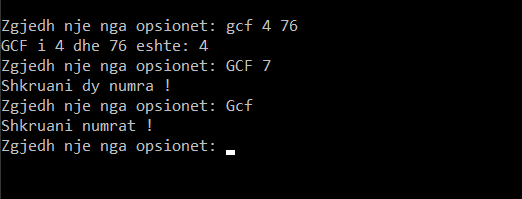 Zgjedh nje nga opsionet: gcf 4 76
GCF i 4 dhe 76 eshte: 4
Zgjedh nje nga opsionet: GCF 7
Shkruani dy numra !
Zgjedh nje nga opsionet: Gcf
Shkruani numrat !
Zgjedh nje nga opsionet: